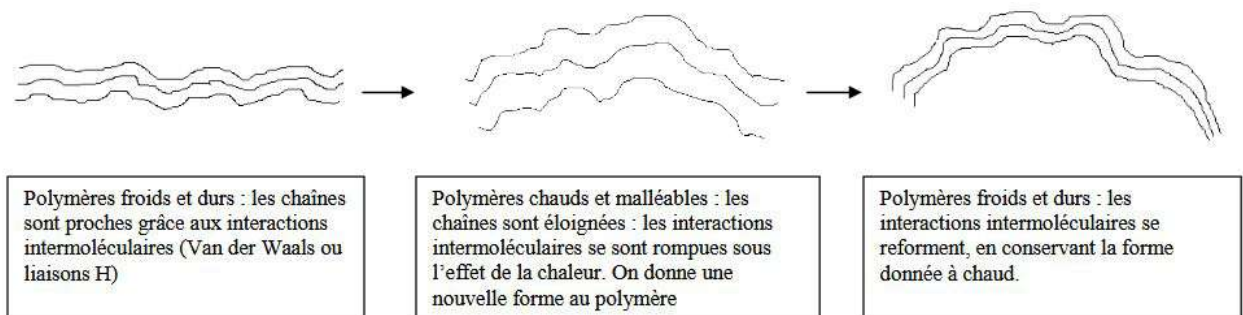 Polymères froids et durs : les chaînes
sont proches grâce aux interactions
intermoléculaires (Van der Waals ou
liaisons H)
Polymères chauds et malléables : les
chaînes sont éloignées : les interactions
intermoléculaires se sont rompues sous
l'effet de la chaleur. On donne une
nouvelle forme au polymère
Polymères froids et durs : les
interactions intermoléculaires se
reforment, en conservant la forme
donnée à chaud.